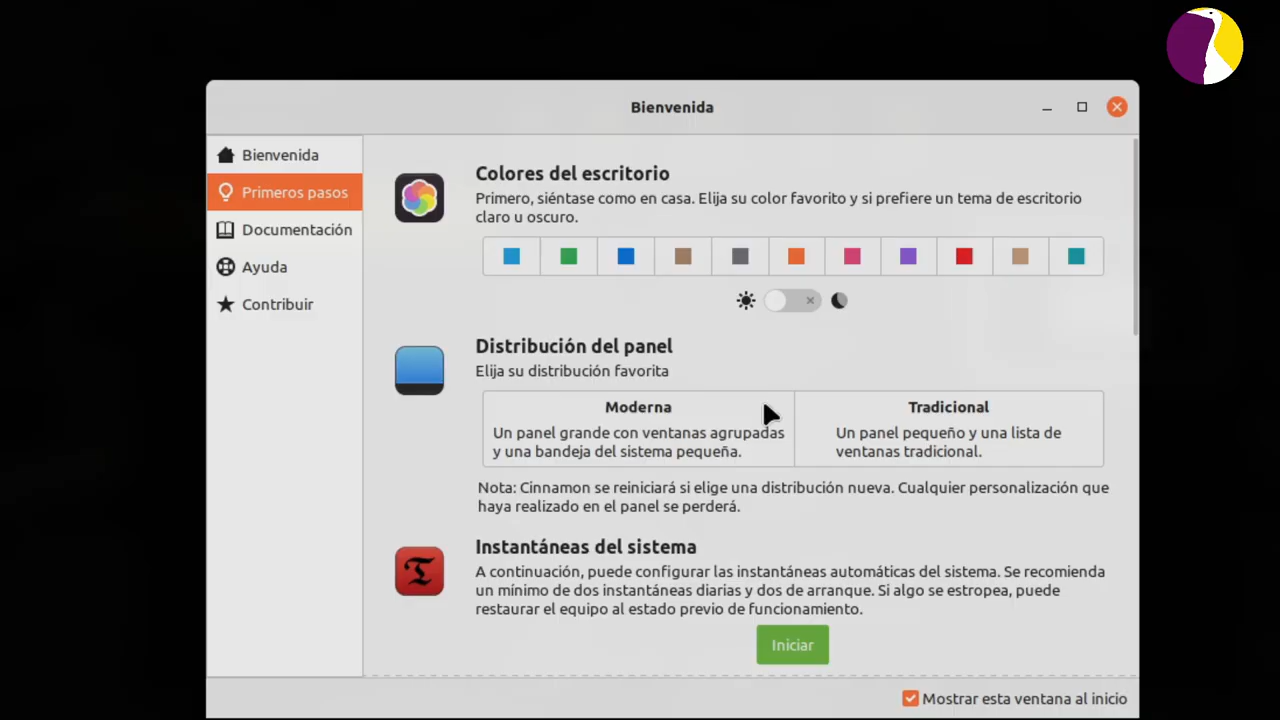 Bienvenida
Bienvenida
Primeros pasos
Documentación
Ayuda
Contribuir
Colores del escritorio
Primero, siéntase como en casa. Elija su color favorito y si prefiere un tema de escritorio
claro u oscuro.
Distribución del panel
Elija su distribución favorita
Moderna
Un panel grande con ventanas agrupadas
y una bandeja del sistema pequeña.
Tradicional
Un panel pequeño y una lista de
ventanas tradicional.
Nota: Cinnamon se reiniciará si elige una distribución nueva. Cualquier personalización que
haya realizado en el panel se perderá.
Instantáneas del sistema
A continuación, puede configurar las instantáneas automáticas del sistema. Se recomienda
un mínimo de dos instantáneas diarias y dos de arranque. Si algo se estropea, puede
restaurar el equipo al estado previo de funcionamiento.
Iniciar
Mostrar esta ventana al inicio